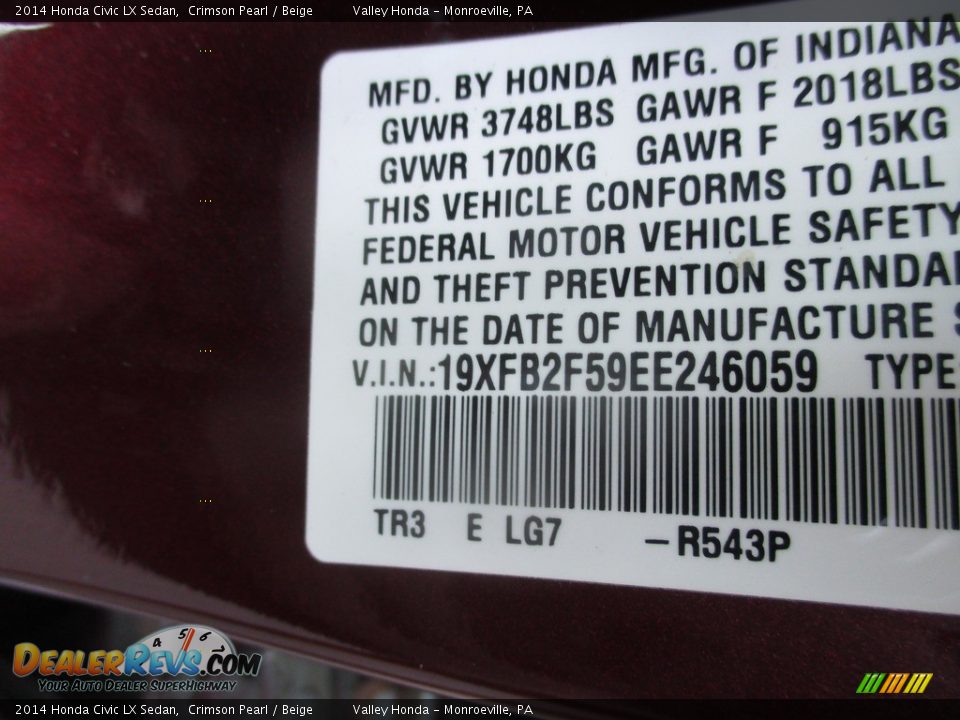 2014 Honda Civic LX Sedan,  Crimson Pearl / Beige  Valley Honda - Monroeville, PA
MFD. BY HONDA MFG. OF INDIANA
GVWR 3748LBS GAWR F 2018LBS
GVWR 1700KG GAWR F 915KG
THIS VEHICLE CONFORMS TO ALL
FEDERAL MOTOR VEHICLE SAFETY
AND THEFT PREVENTION STANDA
ON THE DATE OF MANUFACTURE S
V.I.N.:19XFB2F59EE246059 TYPE:
TR3 E LG7 –R543P
4 5 6
DEALERREVS.COM
YOUR AUTO DEALER SUPERHIGHWAY
2014 Honda Civic LX Sedan,  Crimson Pearl / Beige  Valley Honda - Monroeville, PA